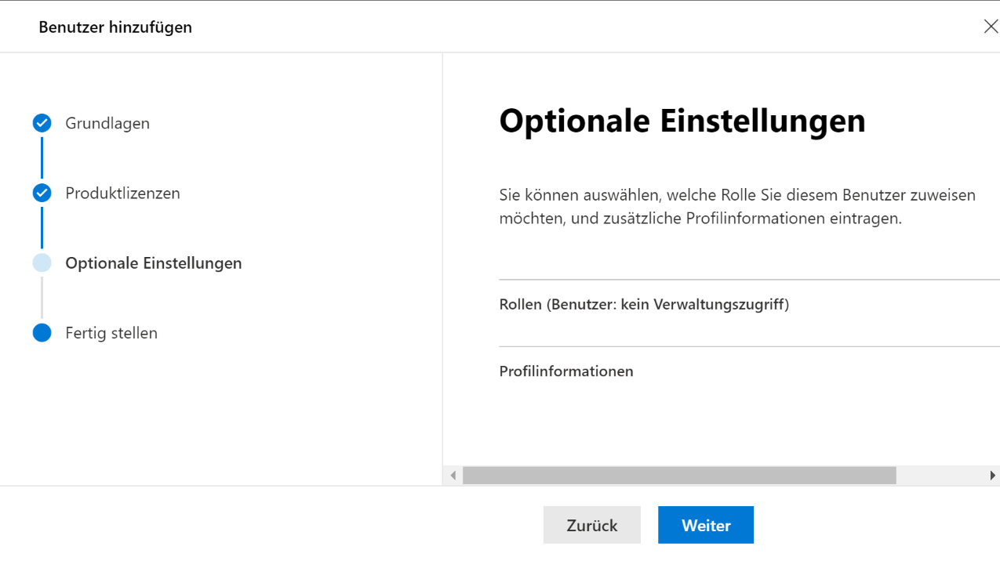 Benutzer hinzufügen
Grundlagen
Produktlizenzen
Optionale Einstellungen
Fertig stellen
Optionale Einstellungen
Sie können auswählen, welche Rolle Sie diesem Benutzer zuweisen
möchten, und zusätzliche Profilinformationen eintragen.
Rollen (Benutzer: kein Verwaltungszugriff)
Profilinformationen
Zurück
Weiter